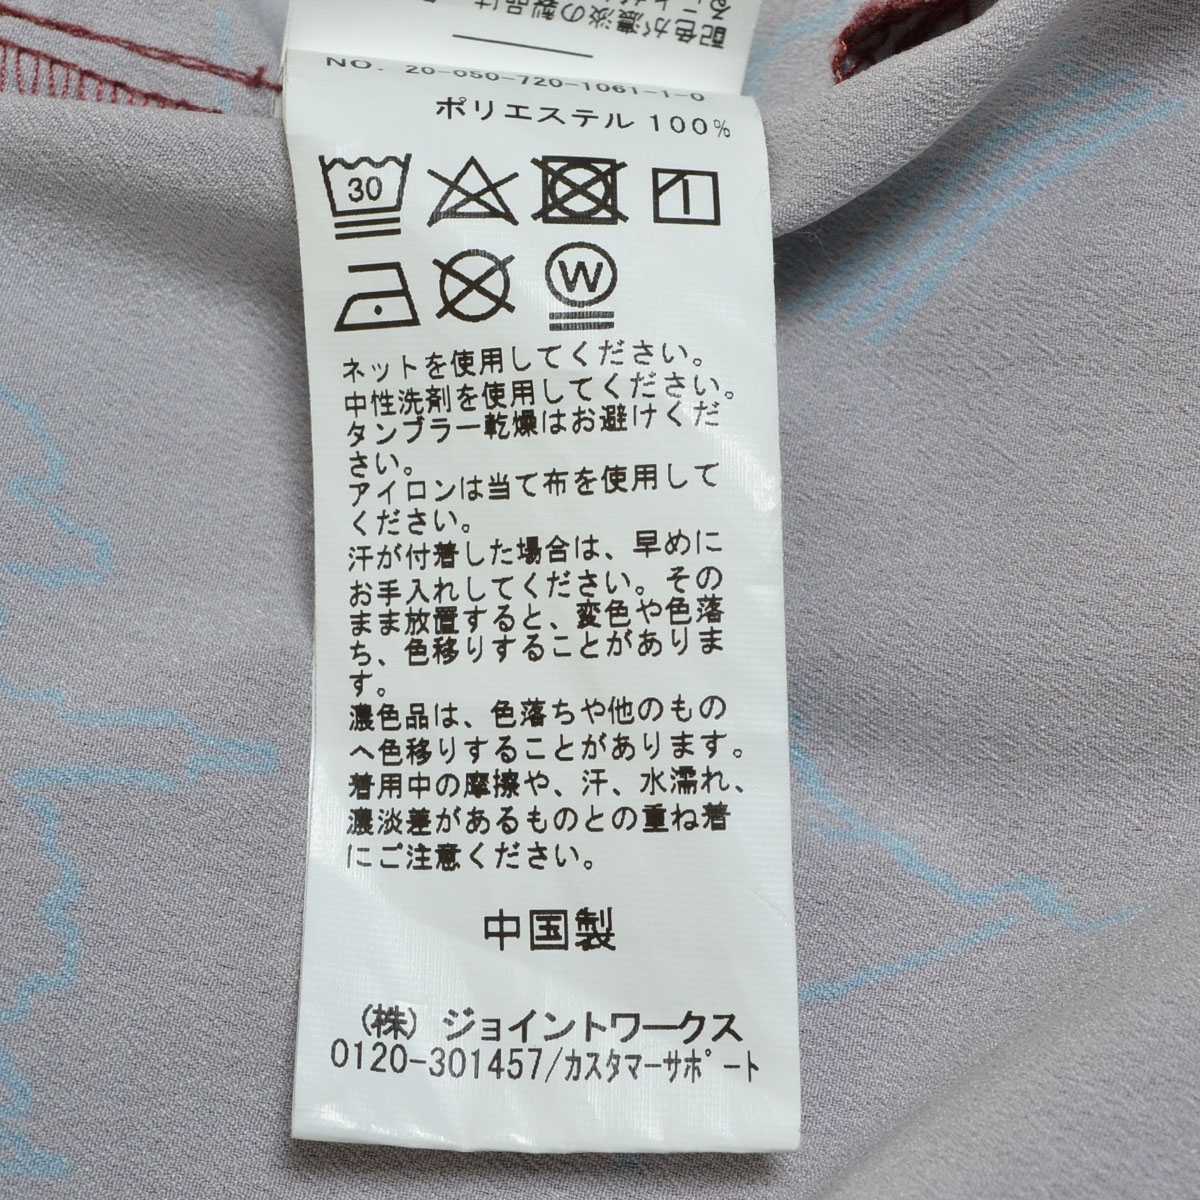 配色が濃淡の製品は
NO. 20-050-720-1061-1-0
ポリエステル 100%
30
W
ネットを使用してください。
中性洗剤を使用してください。
タンブラー乾燥はお避けくだ
さい。
アイロンは当て布を使用して
ください。
汗が付着した場合は、早めに
お手入れしてください。その
まま放置すると、変色や色落
ち、色移りすることがありま
す。
濃色品は、色落ちや他のもの
へ色移りすることがあります。
着用中の摩擦や、汗、水濡れ、
濃淡差があるものとの重ね着
にご注意ください。
中国製
(株) ジョイントワークス
0120-301457/カスタマーサポート